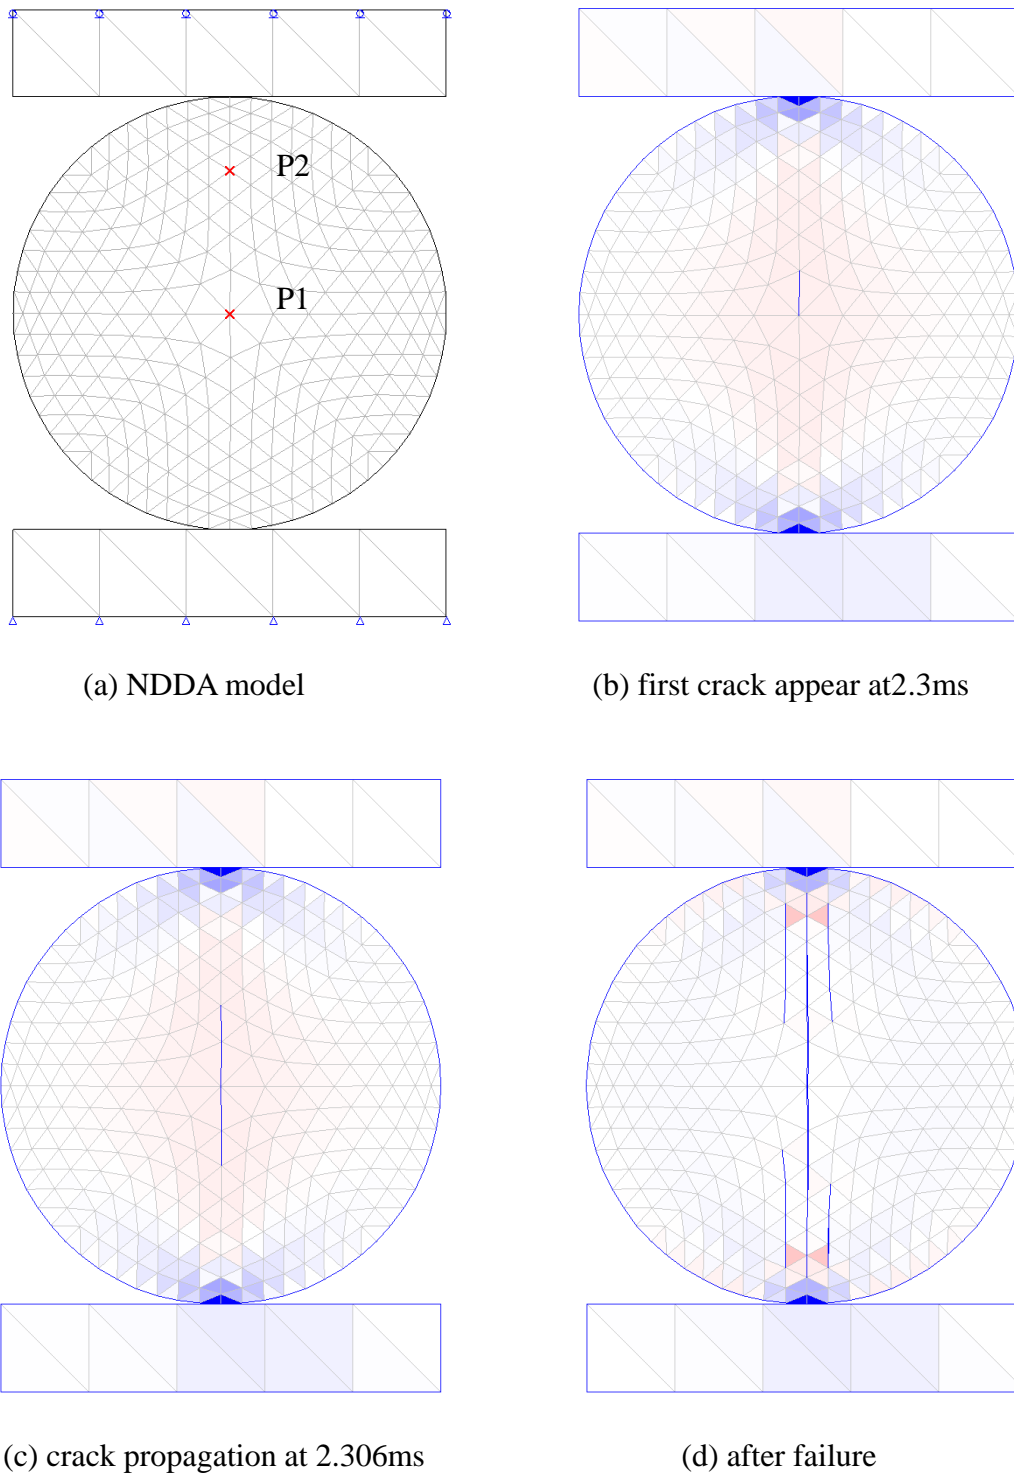 P2
P1
(a) NDDA model
(b) first crack appear at2.3ms
(c) crack propagation at 2.306ms
(d) after failure